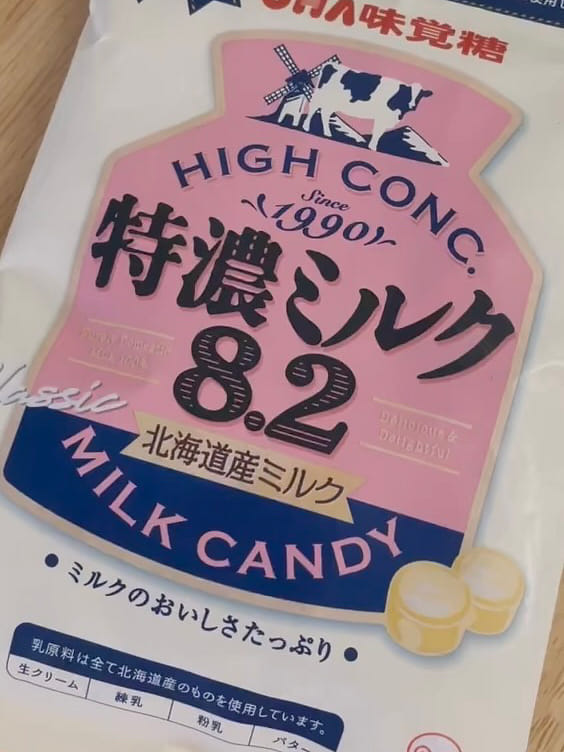 UHA味覚糖
HIGH CONC.
Since
1990
特濃ミルク
8.2
Delicious &
Delightful
Classic
北海道産ミルク
MILK CANDY
● ミルクのおいしさたっぷり ●
乳原料は全て北海道産のものを使用しています。
生クリーム 練乳 粉乳 バター